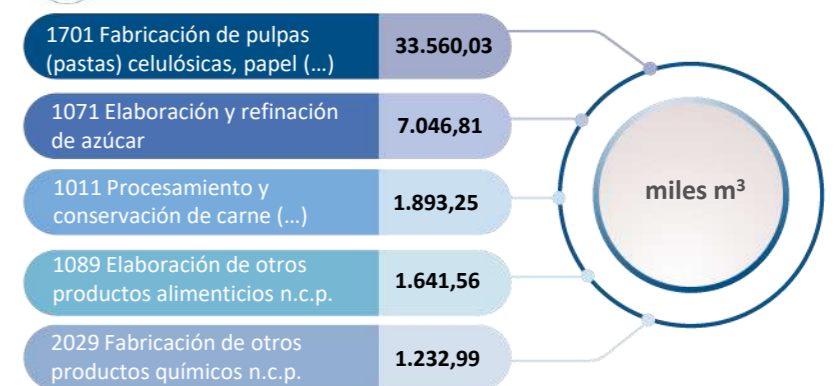 1701 Fabricación de pulpas
(pastas) celulósicas, papel (...)
33.560,03
1071 Elaboración y refinación
de azúcar
7.046,81
1011 Procesamiento y
conservación de carne (...)
1.893,25
1089 Elaboración de otros
productos alimenticios n.c.p.
1.641,56
2029 Fabricación de otros
productos químicos n.c.p.
1.232,99
miles m³